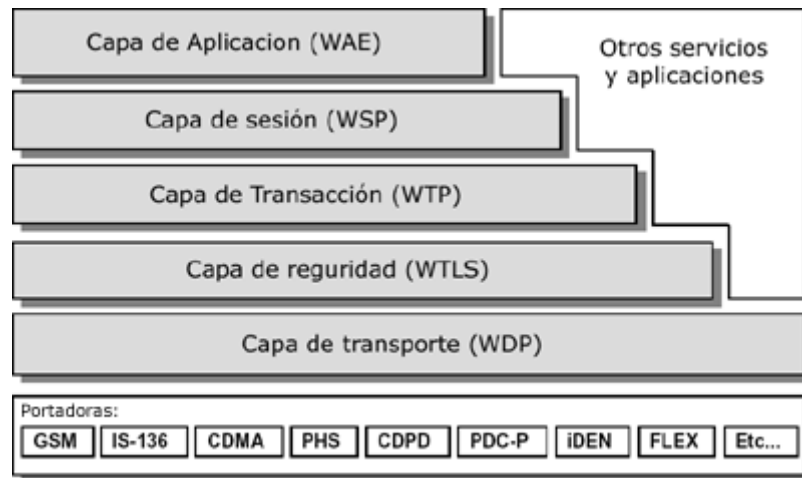 Capa de Aplicacion (WAE)
Otros servicios
y aplicaciones
Capa de sesión (WSP)
Capa de Transacción (WTP)
Capa de reguridad (WTLS)
Capa de transporte (WDP)
Portadoras:
GSM IS-136 CDMA PHS CDPD PDC-P iDEN FLEX Etc...